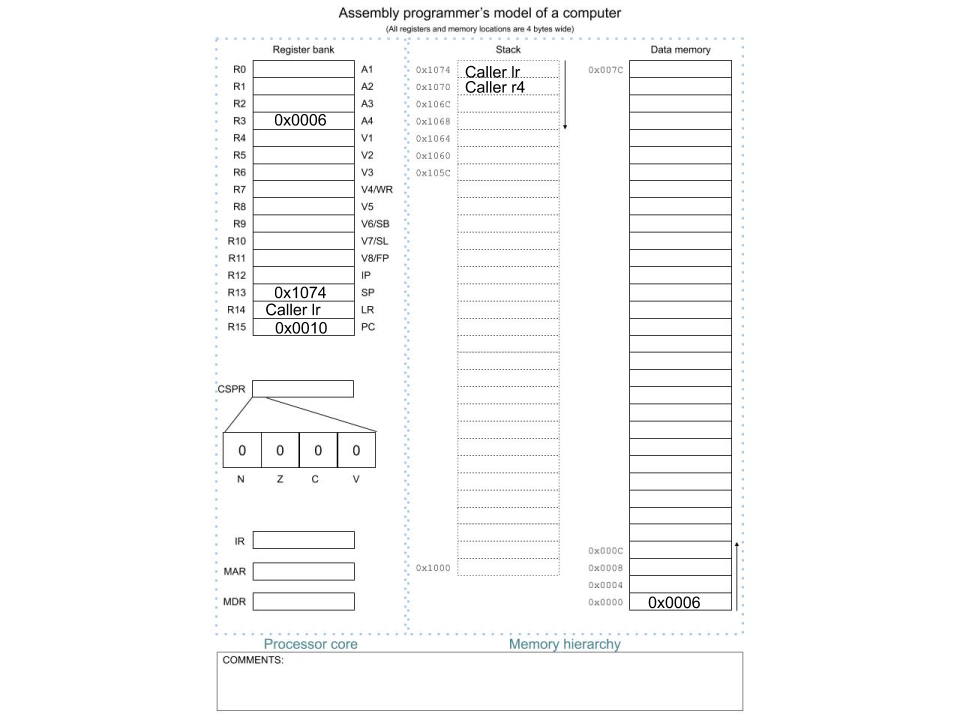 Assembly programmer's model of a computer
(All registers and memory locations are 4 bytes wide)
Register bank
Stack
Data memory
R0 A1
R1 A2
R2 A3
R3 0x0006 A4
R4 V1
R5 V2
R6 V3
R7 V4/WR
R8 V5
R9 V6/SB
R10 V7/SL
R11 V8/FP
R12 IP
R13 0x1074 SP
R14 Caller lr LR
R15 0x0010 PC
0x1074 Caller lr
0x1070 Caller r4
0x106C
0x1068
0x1064
0x1060
0x105C
0x1000
0x007C
0x000C
0x0008
0x0004
0x0000 0x0006
CSPR
0 0 0 0
N Z C V
IR
MAR
MDR
Processor core
Memory hierarchy
COMMENTS: